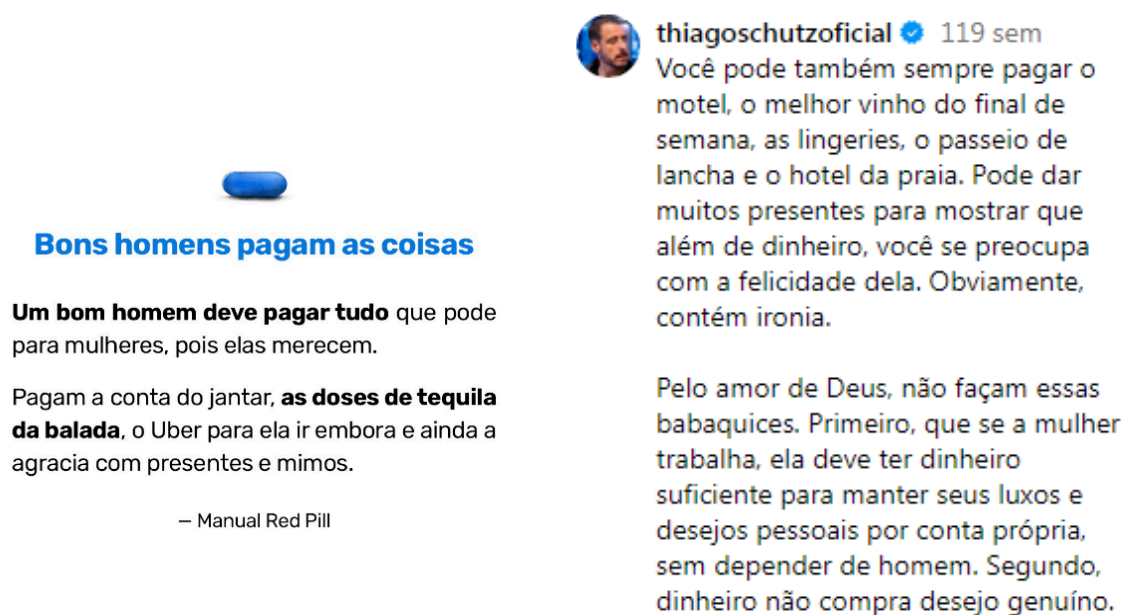 Bons homens pagam as coisas
Um bom homem deve pagar tudo que pode
para mulheres, pois elas merecem.
Pagam a conta do jantar, as doses de tequila
da balada, o Uber para ela ir embora e ainda a
agracia com presentes e mimos.
— Manual Red Pill
thiagoschutzoficial 119 sem
Você pode também sempre pagar o
motel, o melhor vinho do final de
semana, as lingeries, o passeio de
lancha e o hotel da praia. Pode dar
muitos presentes para mostrar que
além de dinheiro, você se preocupa
com a felicidade dela. Obviamente,
contém ironia.
Pelo amor de Deus, não façam essas
babaquices. Primeiro, que se a mulher
trabalha, ela deve ter dinheiro
suficiente para manter seus luxos e
desejos pessoais por conta própria,
sem depender de homem. Segundo,
dinheiro não compra desejo genuíno.